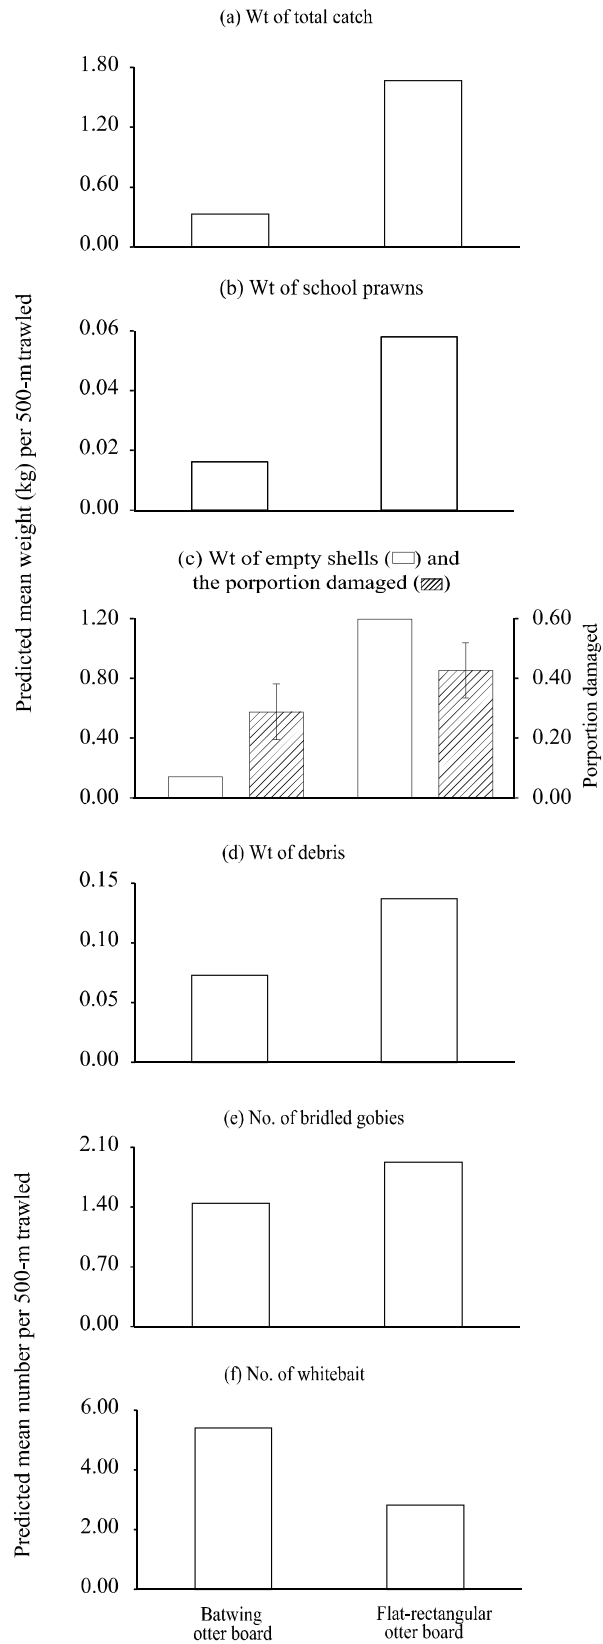 (a) Wt of total catch
1.80
1.20
0.60
0.00
(b) Wt of school prawns
0.06
0.04
0.02
0.00
Predicted mean weight (kg) per 500-m trawled
(c) Wt of empty shells ( ) and
the porportion damaged ( )
1.20
0.80
0.40
0.00
0.60
0.40
0.20
0.00
Porportion damaged
(d) Wt of debris
0.15
0.10
0.05
0.00
(e) No. of bridled gobies
2.10
1.40
0.70
0.00
Predicted mean number per 500-m trawled
(f) No. of whitebait
6.00
4.00
2.00
0.00
Batwing
otter board
Flat-rectangular
otter board